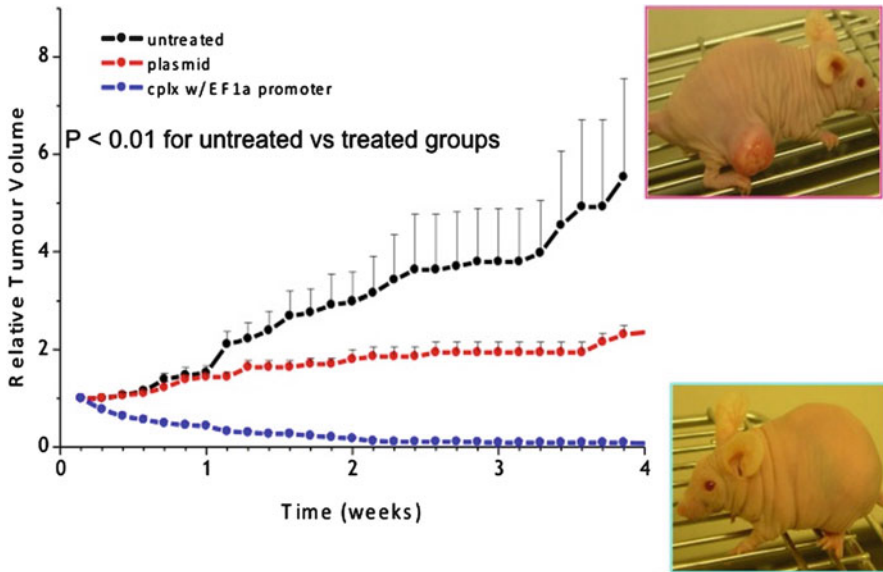 8
untreated
plasmid
cplx w/EF1a promoter
P < 0.01 for untreated vs treated groups
6
4
2
0
Relative Tumour Volume
0 1 2 3 4
Time (weeks)